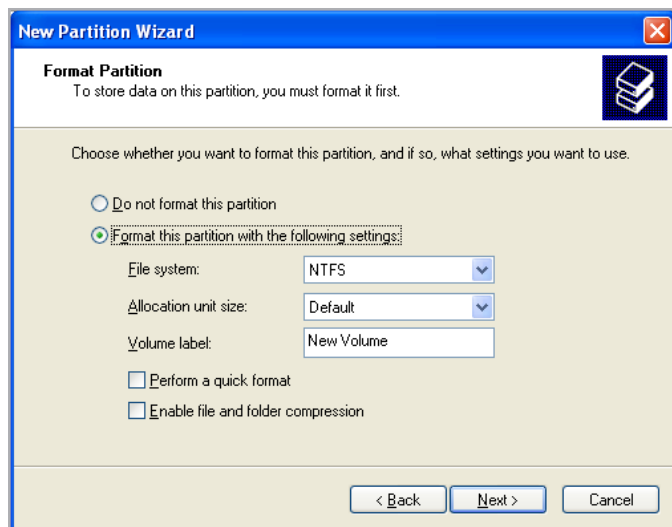 New Partition Wizard
Format Partition
To store data on this partition, you must format it first.
Choose whether you want to format this partition, and if so, what settings you want to use.
Do not format this partition
Format this partition with the following settings:
File system:
NTFS
Allocation unit size:
Default
Volume label:
New Volume
Perform a quick format
Enable file and folder compression
< Back
Next >
Cancel